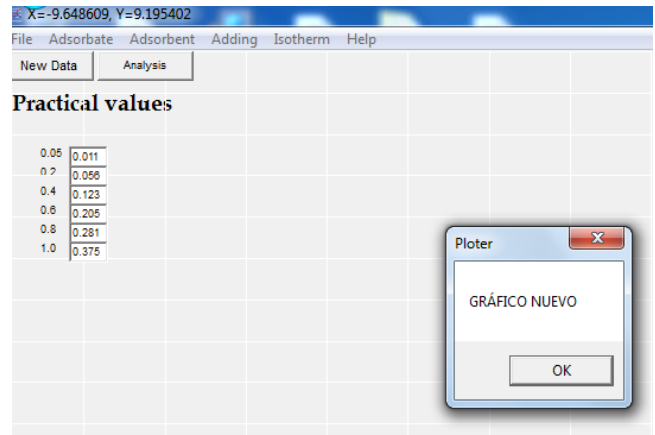 X=-9.648609, Y=9.195402
File Adsorbate Adsorbent Adding Isotherm Help
New Data Analysis
Practical values
0.05 0.011
0.2 0.056
0.4 0.123
0.6 0.205
0.8 0.281
1.0 0.375
Ploter
GRÁFICO NUEVO
OK